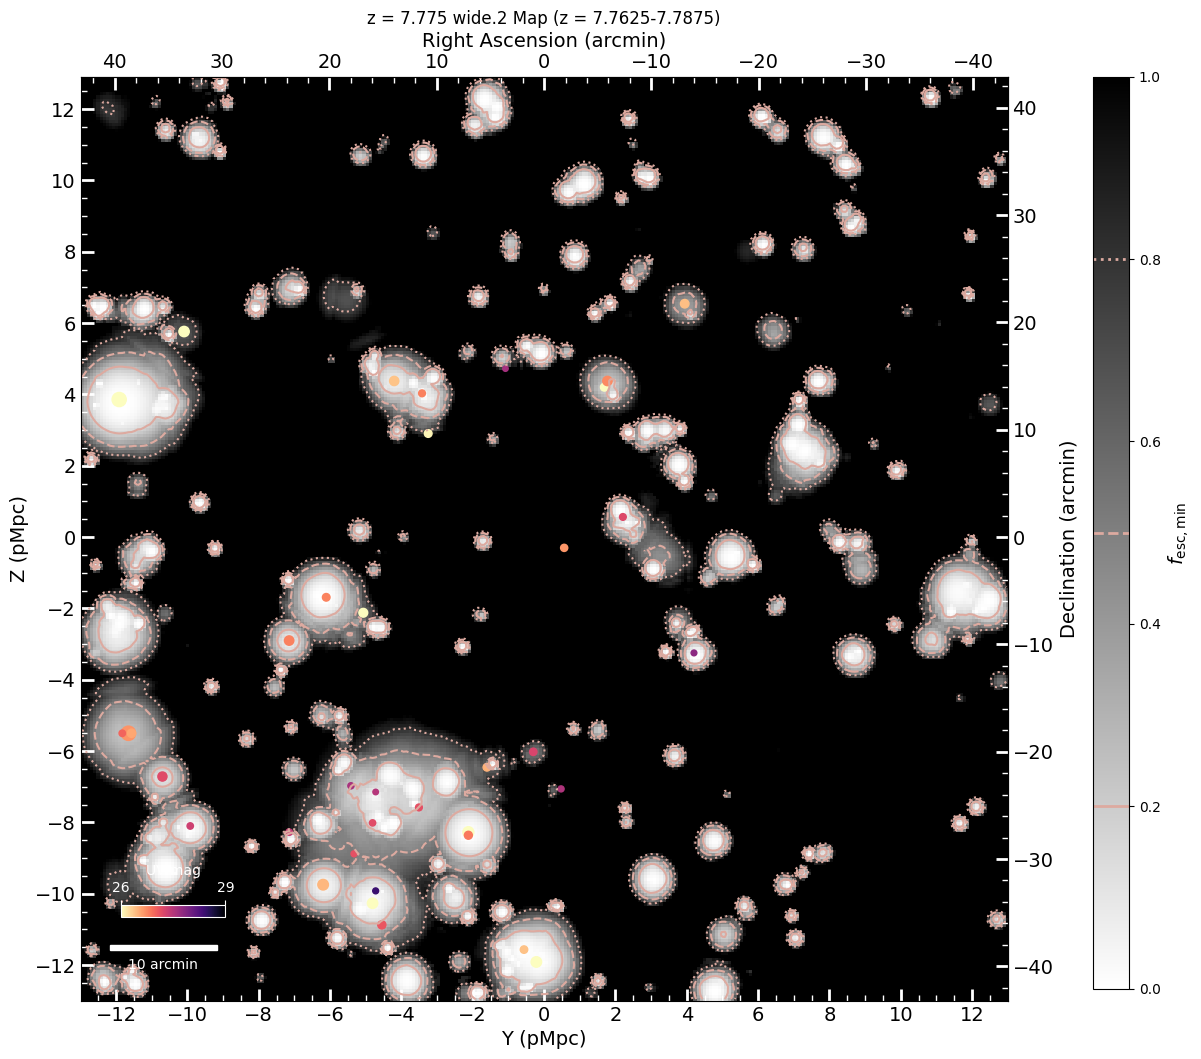 z = 7.775 wide.2 Map (z = 7.7625-7.7875)
Right Ascension (arcmin)
40 30 20 10 0 −10 −20 −30 −40
12 10 8 6 4 2 0 −2 −4 −6 −8 −10 −12
Z (pMpc)
40 30 20 10 0 −10 −20 −30 −40
Declination (arcmin)
1.0 0.8 0.6 0.4 0.2 0.0
fesc,min
mag
26 29
10 arcmin
−12 −10 −8 −6 −4 −2 0 2 4 6 8 10 12
Y (pMpc)